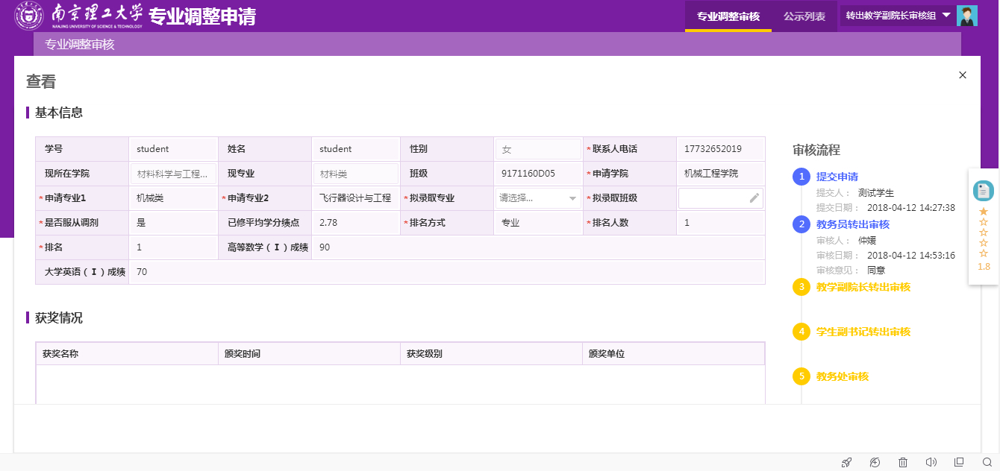 南京理工大学 专业调整申请
NANJING UNIVERSITY OF SCIENCE & TECHNOLOGY
专业调整审核 公示列表 转出教学副院长审核组
专业调整审核
查看
基本信息
学号 student 姓名 student 性别 女 *联系人电话 17732652019
现所在学院 材料科学与工程... 现专业 材料类 班级 9171160D05 *申请学院 机械工程学院
*申请专业1 机械类 *申请专业2 飞行器设计与工程 *拟录取专业 请选择... *拟录取班级
*是否服从调剂 是 已修平均学分绩点 2.78 *排名方式 专业 *排名人数 1
*排名 1 高等数学（Ⅰ）成绩 90
大学英语（Ⅰ）成绩 70
获奖情况
获奖名称 颁奖时间 获奖级别 颁奖单位
审核流程
1 提交申请
提交人： 测试学生
提交日期： 2018-04-12 14:27:38
2 教务员转出审核
审核人： 仲媛
审核日期： 2018-04-12 14:53:16
审核意见： 同意
3 教学副院长转出审核
4 学生副书记转出审核
5 教务处审核
1.8